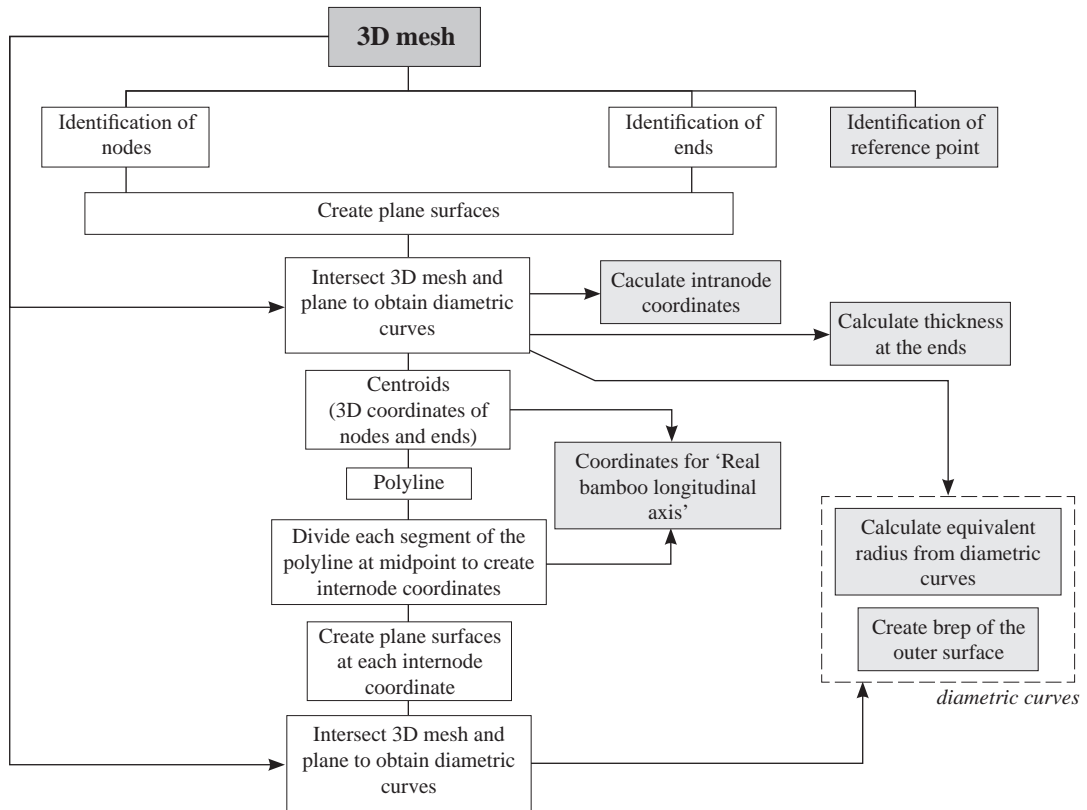 3D mesh
Identification of
nodes
Identification of
ends
Identification of
reference point
Create plane surfaces
Intersect 3D mesh and
plane to obtain diametric
curves
Caculate intranode
coordinates
Calculate thickness
at the ends
Centroids
(3D coordinates of
nodes and ends)
Coordinates for ‘Real
bamboo longitudinal
axis’
Polyline
Divide each segment of the
polyline at midpoint to create
internode coordinates
Calculate equivalent
radius from diametric
curves
Create brep of the
outer surface
diametric curves
Create plane surfaces
at each internode
coordinate
Intersect 3D mesh and
plane to obtain diametric
curves